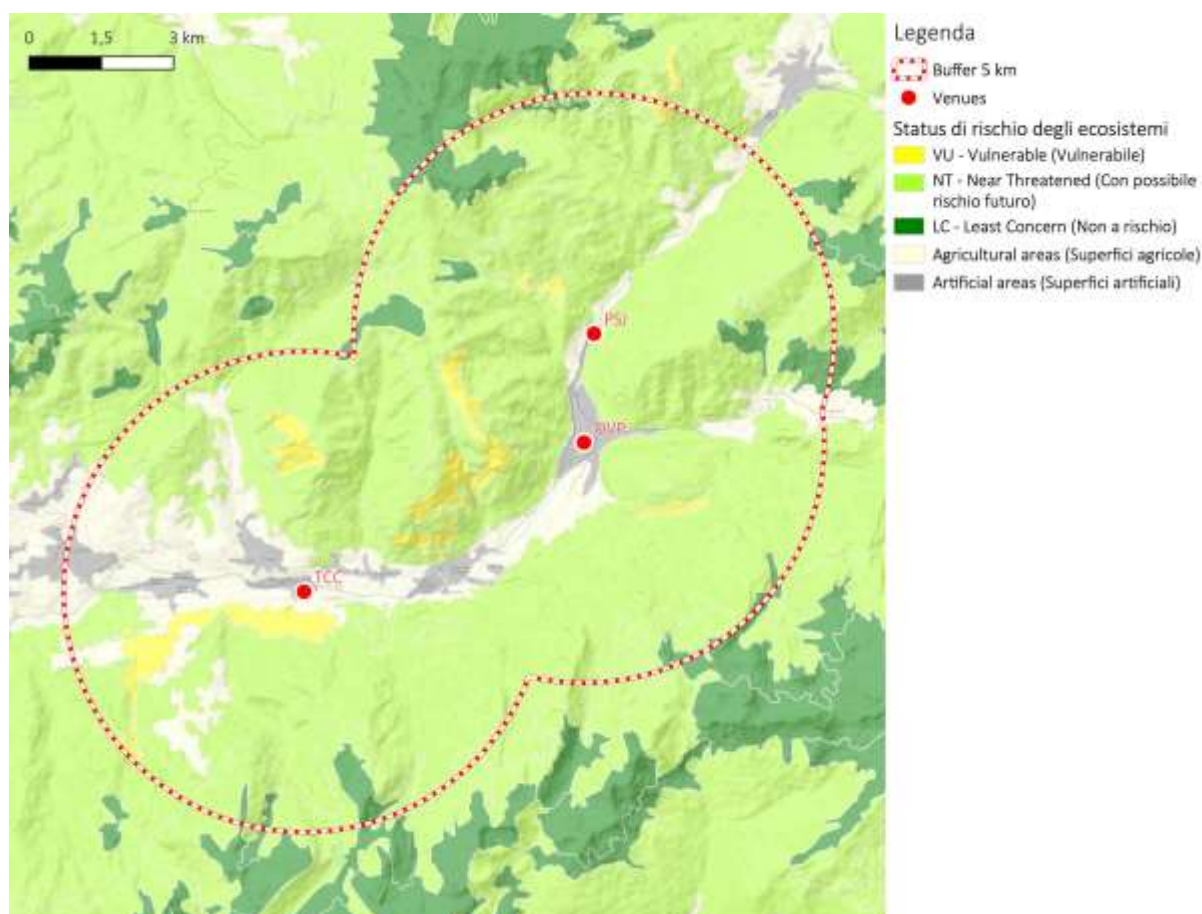 0 1,5 3 km
PSJ
TCC
Legenda
Buffer 5 km
Venues
Status di rischio degli ecosistemi
VU - Vulnerable (Vulnerabile)
NT - Near Threatened (Con possibile
rischio futuro)
LC - Least Concern (Non a rischio)
Agricultural areas (Superfici agricole)
Artificial areas (Superfici artificiali)